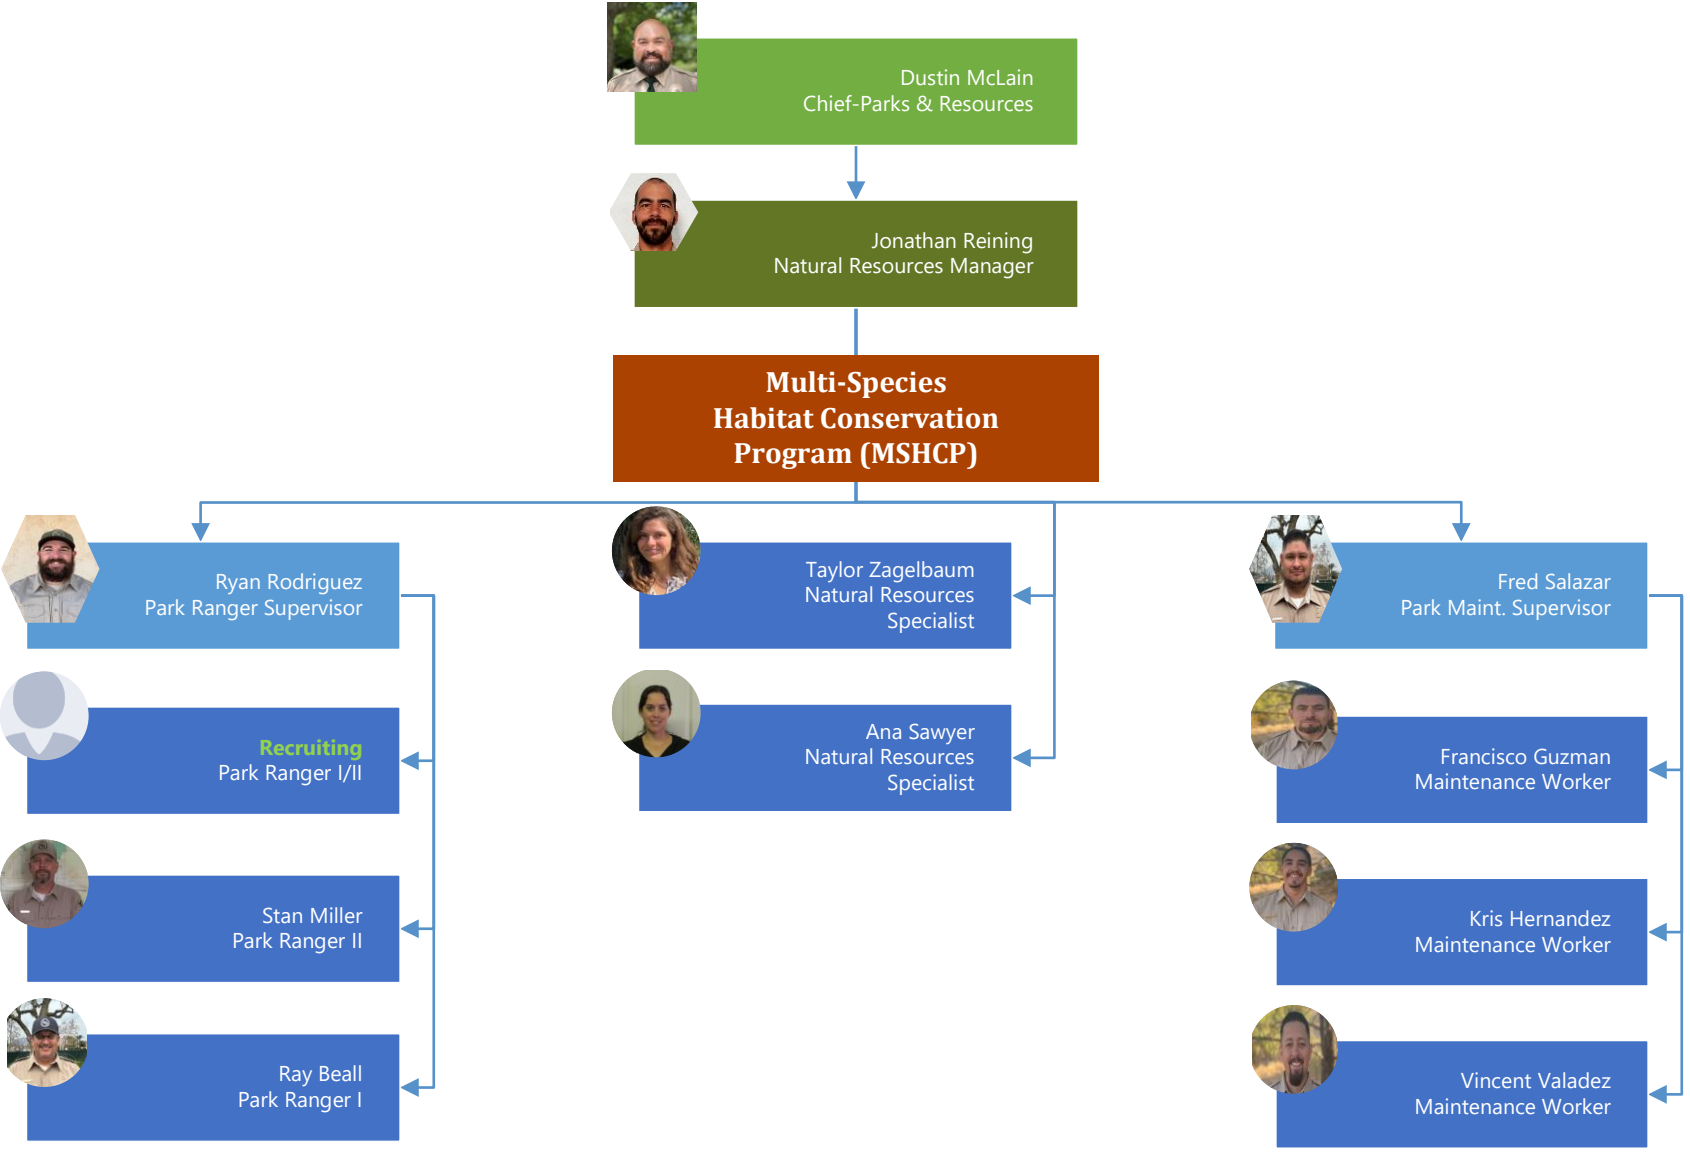 Dustin McLain
Chief-Parks & Resources
Jonathan Reining
Natural Resources Manager
Multi-Species
Habitat Conservation
Program (MSHCP)
Ryan Rodriguez
Park Ranger Supervisor
Recruiting
Park Ranger I/II
Stan Miller
Park Ranger II
Ray Beall
Park Ranger I
Taylor Zagelbaum
Natural Resources
Specialist
Ana Sawyer
Natural Resources
Specialist
Fred Salazar
Park Maint. Supervisor
Francisco Guzman
Maintenance Worker
Kris Hernandez
Maintenance Worker
Vincent Valadez
Maintenance Worker